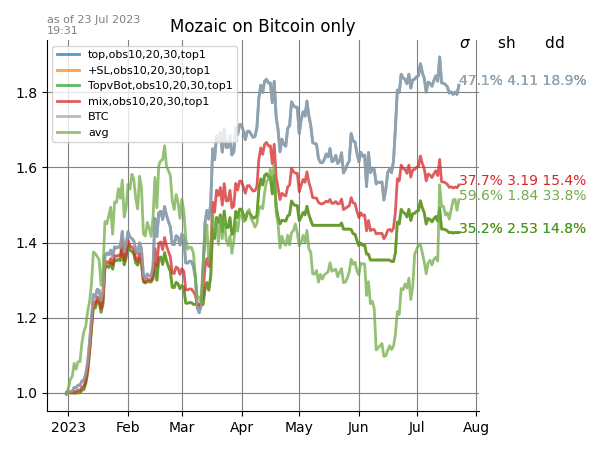 as of 23 Jul 2023
19:31
Mozaic on Bitcoin only
σ sh dd
top,obs10,20,30,top1
+SL,obs10,20,30,top1
TopvBot,obs10,20,30,top1
mix,obs10,20,30,top1
BTC
avg
47.1% 4.11 18.9%
37.7% 3.19 15.4%
59.6% 1.84 33.8%
35.2% 2.53 14.8%
1.8
1.6
1.4
1.2
1.0
2023 Feb Mar Apr May Jun Jul Aug